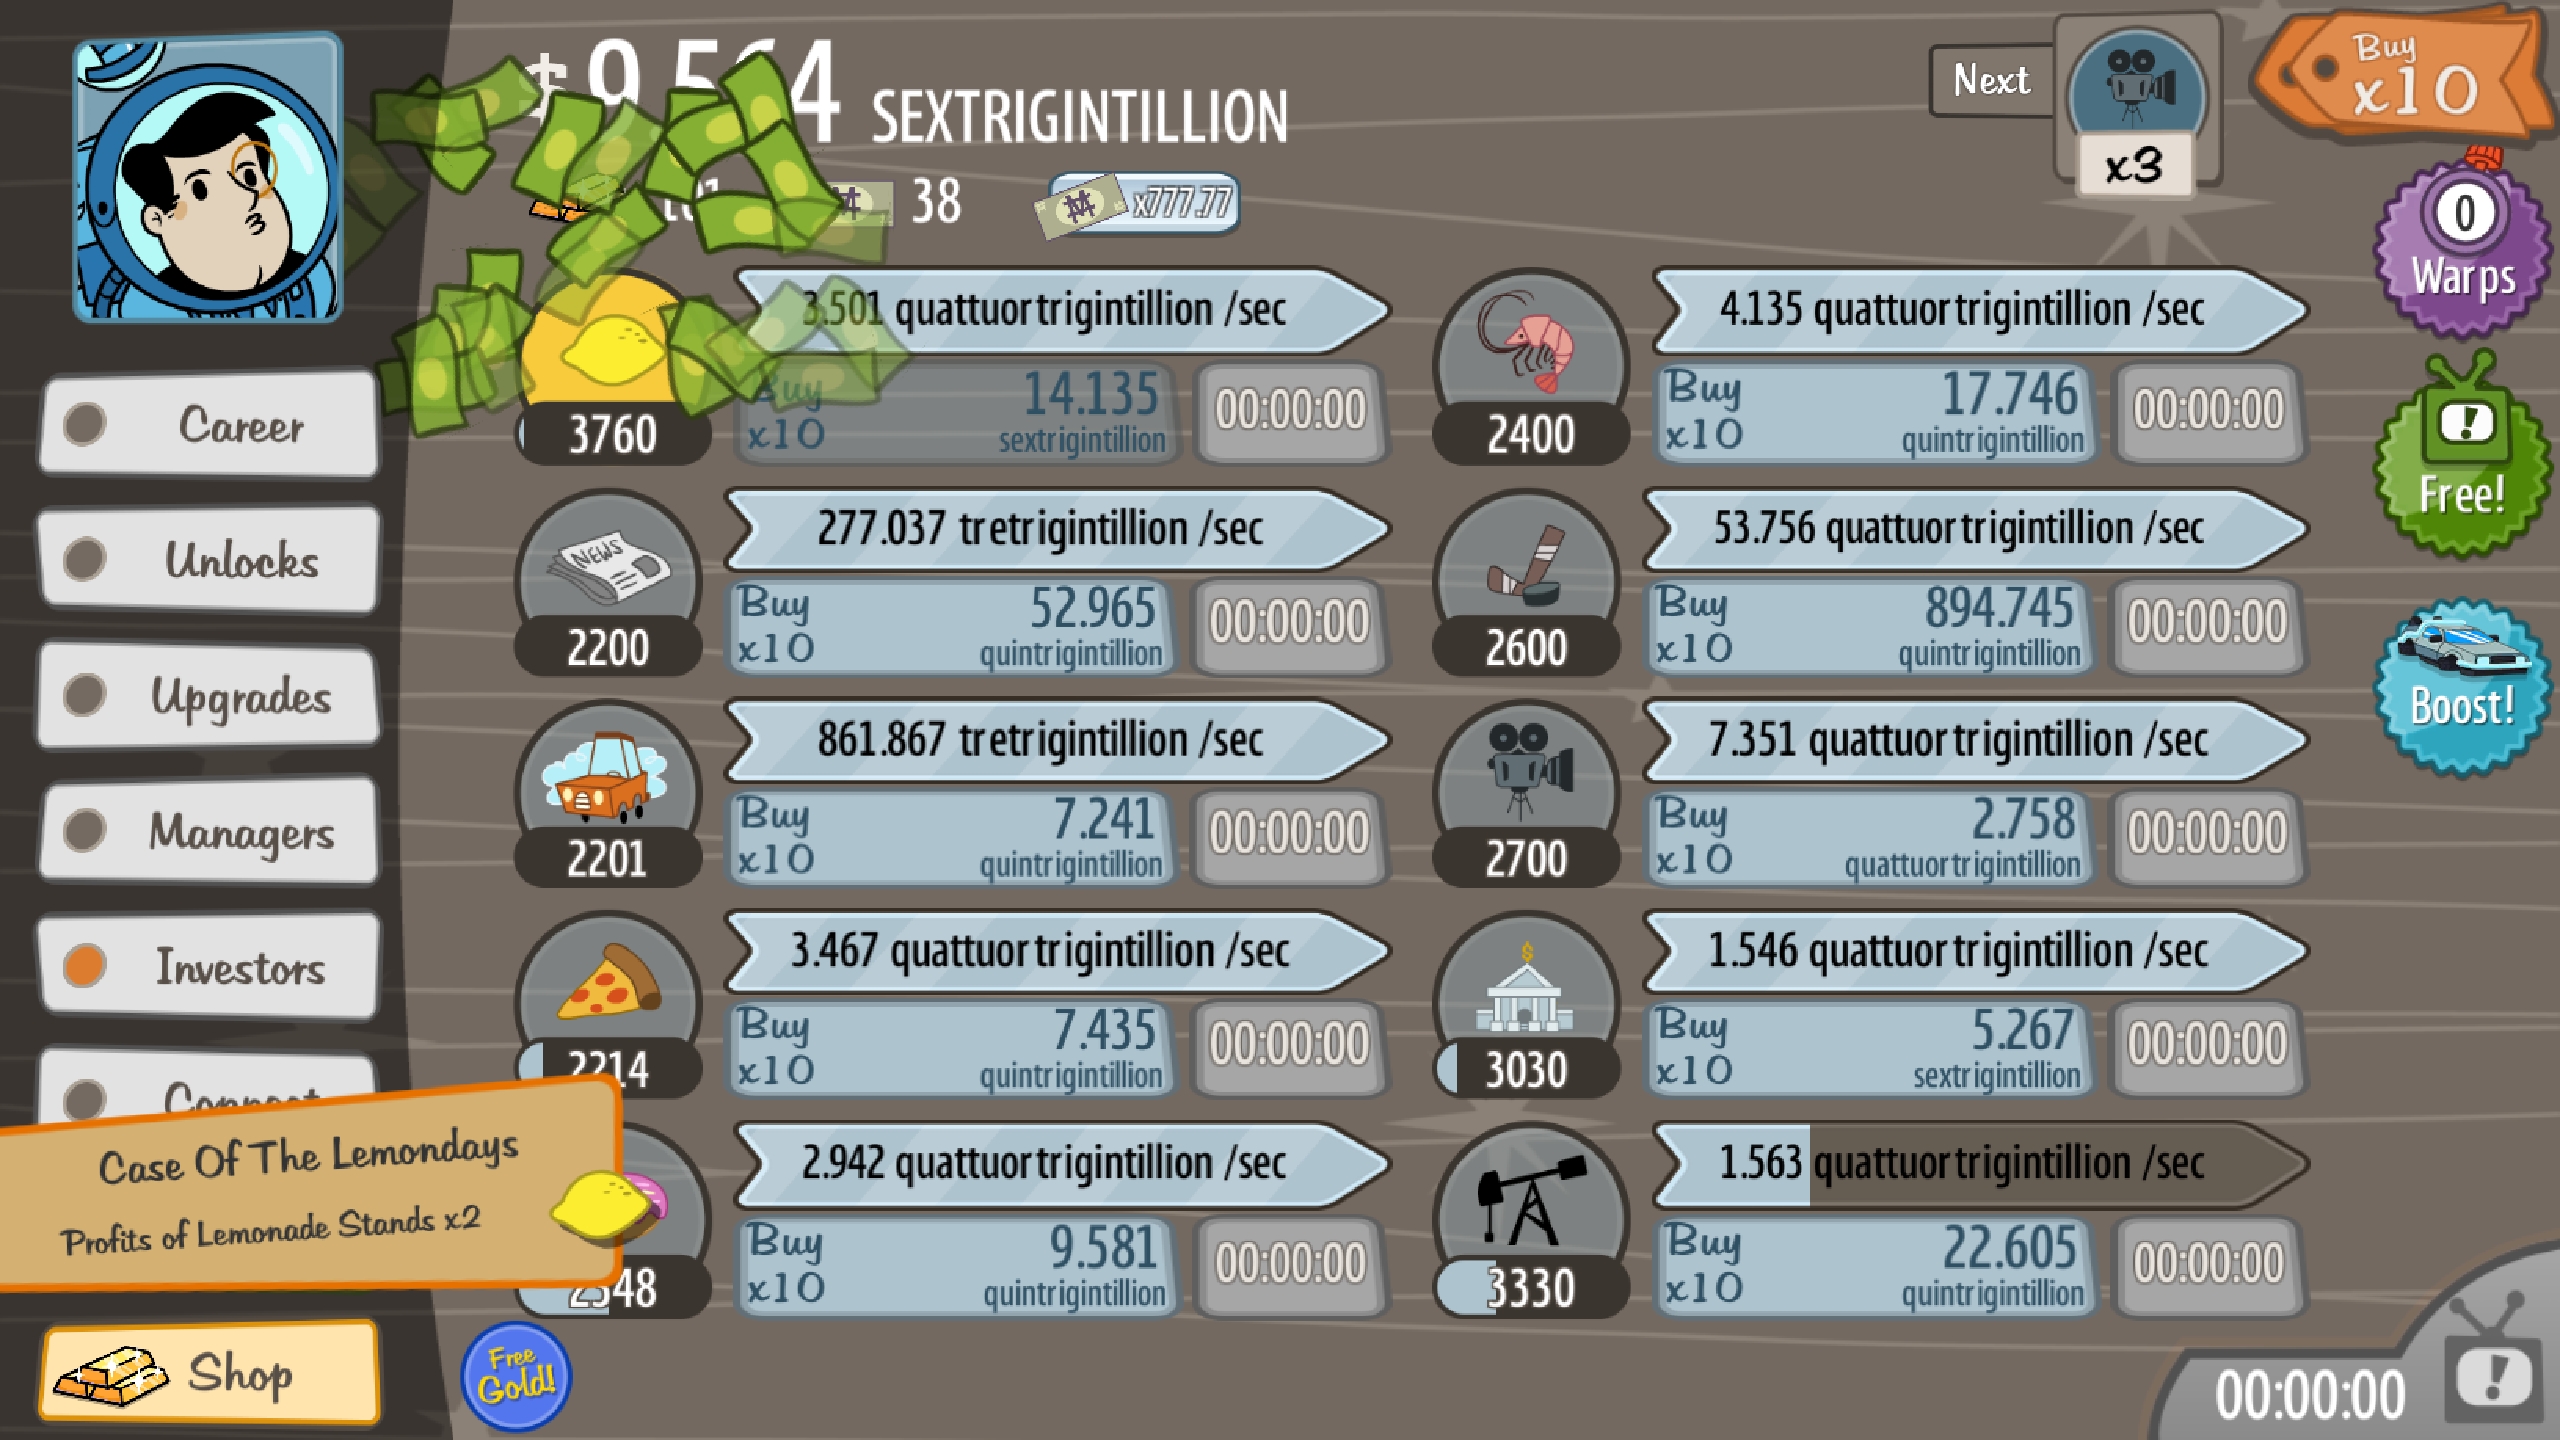 SEXTRIGINTILLION
Next
x3
Buy
x10
38
x777.77
0
Warps
Free!
Boost!
Career
Unlocks
Upgrades
Managers
Investors
Case Of The Lemondays
Profits of Lemonade Stands x2
Shop
Free
Gold!
3.501 quattuortrigintillion /sec
3760
Buy
x10
14.135
sextrigintillion
00:00:00
4.135 quattuortrigintillion /sec
2400
Buy
x10
17.746
quintrigintillion
00:00:00
NEWS
277.037 tretrigintillion /sec
2200
Buy
x10
52.965
quintrigintillion
00:00:00
53.756 quattuortrigintillion /sec
2600
Buy
x10
894.745
quintrigintillion
00:00:00
861.867 tretrigintillion /sec
2201
Buy
x10
7.241
quintrigintillion
00:00:00
7.351 quattuortrigintillion /sec
2700
Buy
x10
2.758
quattuortrigintillion
00:00:00
3.467 quattuortrigintillion /sec
2214
Buy
x10
7.435
quintrigintillion
00:00:00
$
1.546 quattuortrigintillion /sec
3030
Buy
x10
5.267
sextrigintillion
00:00:00
2.942 quattuortrigintillion /sec
Buy
x10
9.581
quintrigintillion
00:00:00
1.563 quattuortrigintillion /sec
3330
Buy
x10
22.605
quintrigintillion
00:00:00
00:00:00